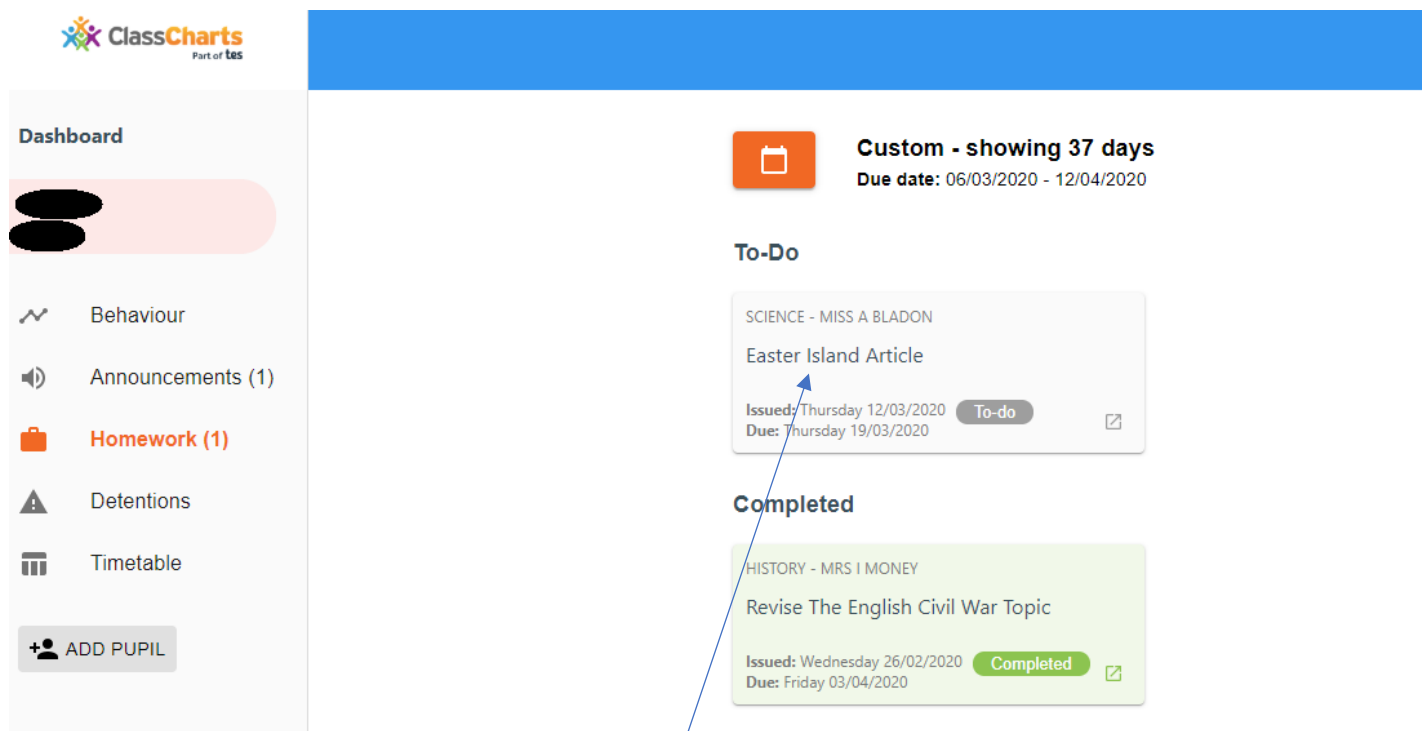 ClassCharts
Part of tes
Dashboard
Behaviour
Announcements (1)
Homework (1)
Detentions
Timetable
ADD PUPIL
Custom - showing 37 days
Due date: 06/03/2020 - 12/04/2020
To-Do
SCIENCE - MISS A BLADON
Easter Island Article
Issued: Thursday 12/03/2020 To-do
Due: Thursday 19/03/2020
Completed
HISTORY - MRS I MONEY
Revise The English Civil War Topic
Issued: Wednesday 26/02/2020 Completed
Due: Friday 03/04/2020